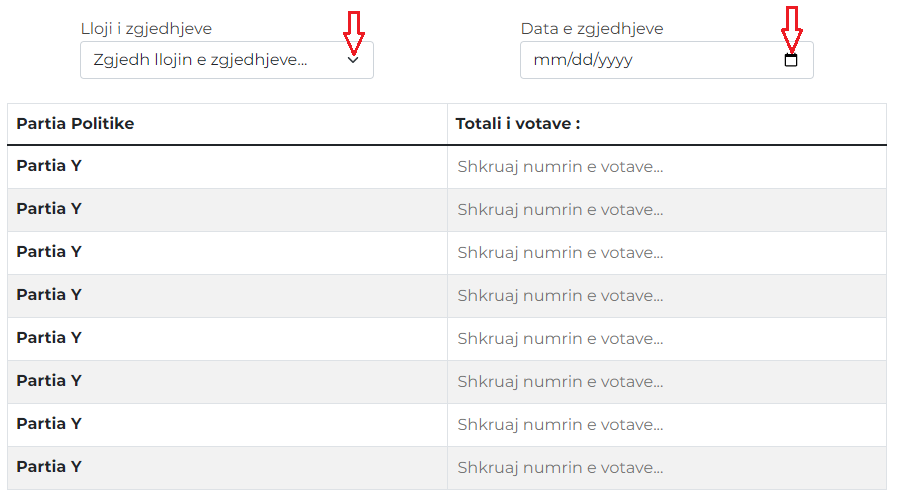 Lloji i zgjedhjeve
Data e zgjedhjeve
Zgjedh llojin e zgjedhjeve...
mm/dd/yyyy
Partia Politike
Totali i votave :
Partia Y
Shkruaj numrin e votave...
Partia Y
Shkruaj numrin e votave...
Partia Y
Shkruaj numrin e votave...
Partia Y
Shkruaj numrin e votave...
Partia Y
Shkruaj numrin e votave...
Partia Y
Shkruaj numrin e votave...
Partia Y
Shkruaj numrin e votave...
Partia Y
Shkruaj numrin e votave...